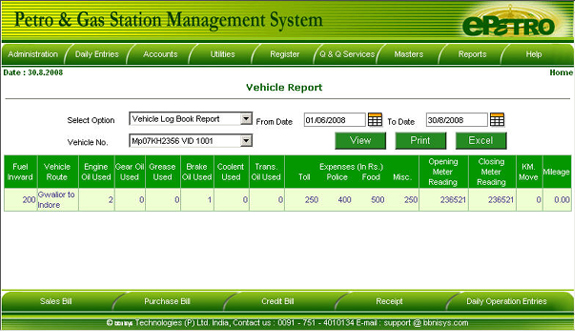 Petro & Gas Station Management System
ePETRO
Administration Daily Entries Accounts Utilities Register Q & Q Services Masters Reports Help
Date : 30.8.2008 Home
Vehicle Report
Select Option Vehicle Log Book Report From Date 01/06/2008 To Date 30/8/2008
Vehicle No. Mp07KH2356 VID 1001 View Print Excel
Fuel Inward Vehicle Route Engine Oil Used Gear Oil Used Grease Used Brake Oil Used Coolent Used Trans. Oil Used Expenses (In Rs.) Toll Police Food Misc. Opening Meter Reading Closing Meter Reading KM. Move Mileage
200 Gwalior to Indore 2 0 0 1 0 0 250 400 500 250 236521 236521 0 0.00
Sales Bill Purchase Bill Credit Bill Receipt Daily Operation Entries
Technologies (P) Ltd. India, Contact us : 0091 - 751 - 4010134 E-mail : support @ bbnisys.com